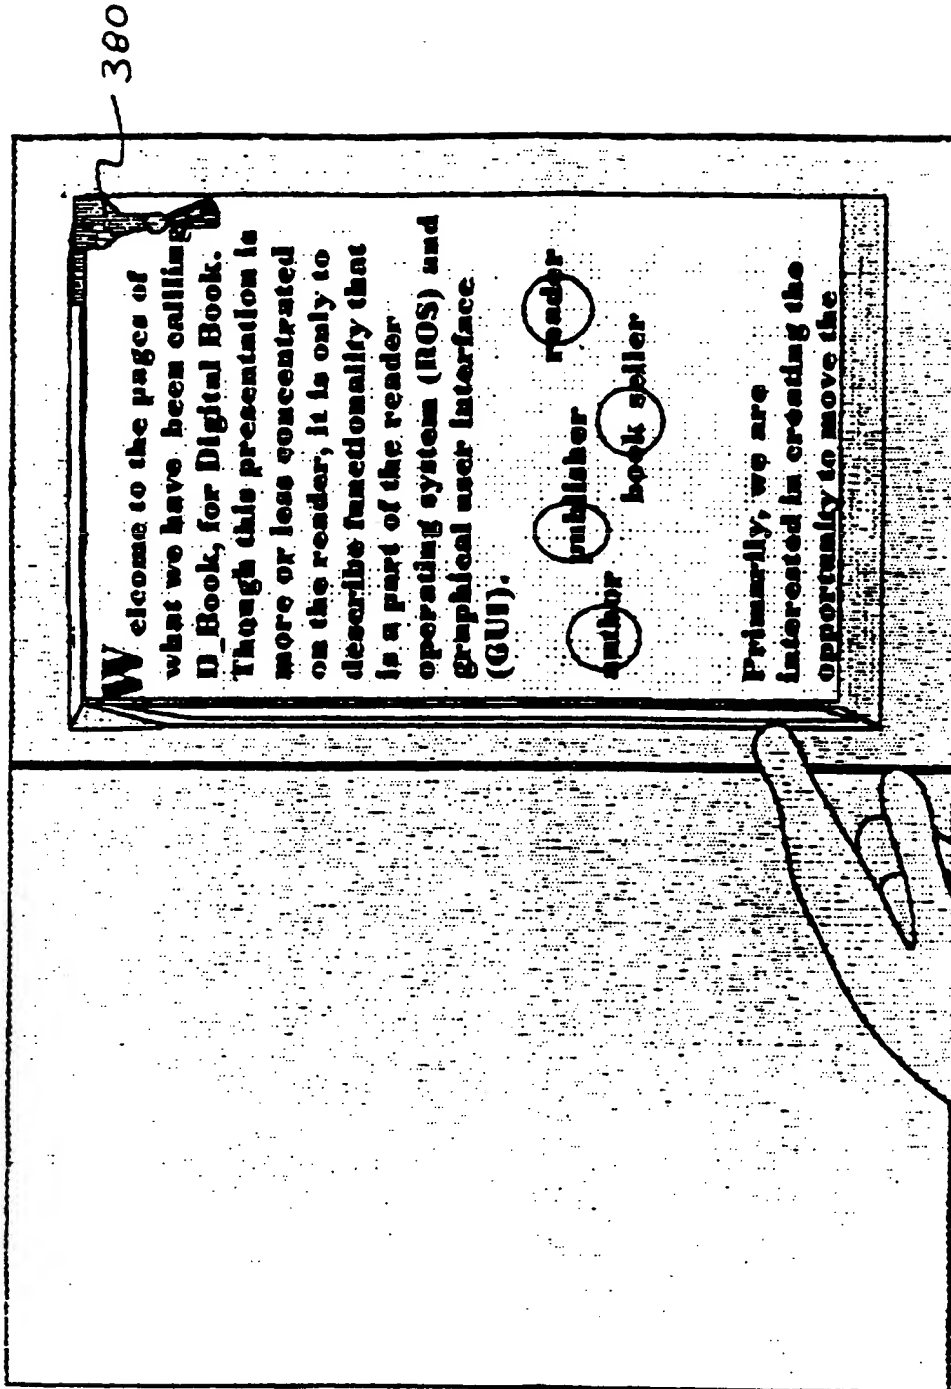 380
Welcome to the pages of
what we have been calling
D_Book, for Digital Book.
Though this presentation is
more or less concentrated
on the reader, it is only to
describe functionality that
is a part of the reader
operating system (ROS) and
graphical user interface
(GUI).
author publisher reader
book seller
Primarily, we are
interested in creating the
opportunity to move the